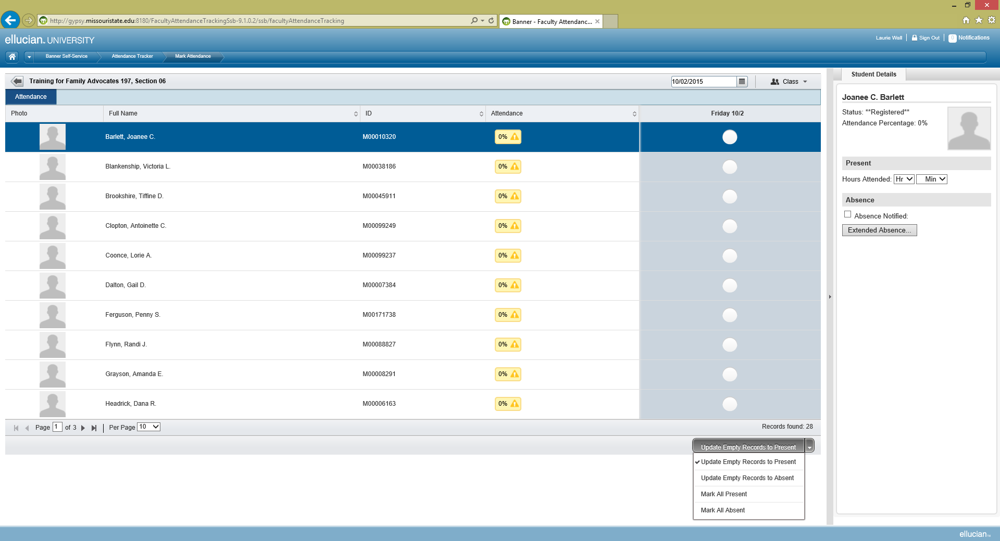 http://gypsy.missouristate.edu:8180/FacultyAttendanceTrackingSsb-9.1.0.2/ssb/facultyAttendanceTracking
Banner - Faculty Attendanc...
ellucian™ UNIVERSITY
Laurie Wall
Sign Out
0 Notifications
Banner Self-Service
Attendance Tracker
Mark Attendance
Training for Family Advocates 197, Section 06
10/02/2015
Class
Attendance
Photo Full Name ID Attendance Friday 10/2
Barlett, Joanee C. M00010320 0%
Blankenship, Victoria L. M00038186 0%
Brookshire, Tiffine D. M00045911 0%
Clopton, Antoinette C. M00099249 0%
Coonce, Lorie A. M00099237 0%
Dalton, Gail D. M00007384 0%
Ferguson, Penny S. M00171738 0%
Flynn, Randi J. M00088827 0%
Grayson, Amanda E. M00008291 0%
Headrick, Dana R. M00006163 0%
Page 1 of 3 | Per Page 10 Records found: 28
Update Empty Records to Present
Update Empty Records to Present
Update Empty Records to Absent
Mark All Present
Mark All Absent
Student Details
Joanee C. Barlett
Status: **Registered**
Attendance Percentage: 0%
Present
Hours Attended: Hr Min
Absence
Absence Notified:
Extended Absence...
ellucian™